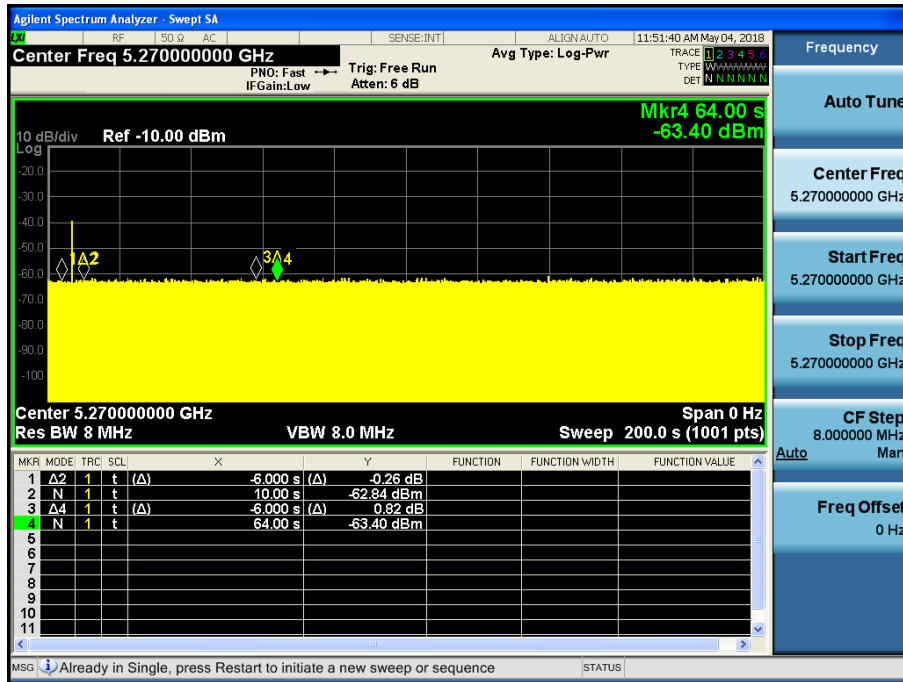 Agilent Spectrum Analyzer - Swept SA
LXI RF 50 Ω AC SENSE:INT ALIGN AUTO 11:51:40 AM May 04, 2018
Center Freq 5.270000000 GHz
PNO: Fast
IFGain:Low
Trig: Free Run
Atten: 6 dB
Avg Type: Log-Pwr
TRACE 1 2 3 4 5 6
TYPE WWWWWW
DET N N N N N N
Mkr4 64.00 s
-63.40 dBm
10 dB/div Ref -10.00 dBm
Log
-20.0
-30.0
-40.0
-50.0
-60.0
-70.0
-80.0
-90.0
-100
1Δ2
3Δ4
Center 5.270000000 GHz Span 0 Hz
Res BW 8 MHz VBW 8.0 MHz Sweep 200.0 s (1001 pts)
MKR MODE TRC SCL X Y FUNCTION FUNCTION WIDTH FUNCTION VALUE
1 Δ2 1 t (Δ) -6.000 s (Δ) -0.26 dB
2 N 1 t 10.00 s -62.84 dBm
3 Δ4 1 t (Δ) -6.000 s (Δ) 0.82 dB
4 N 1 t 64.00 s -63.40 dBm
5
6
7
8
9
10
11
MSG Already in Single, press Restart to initiate a new sweep or sequence STATUS
Frequency
Auto Tune
Center Freq
5.270000000 GHz
Start Freq
5.270000000 GHz
Stop Freq
5.270000000 GHz
CF Step
8.000000 MHz
Auto Man
Freq Offset
0 Hz